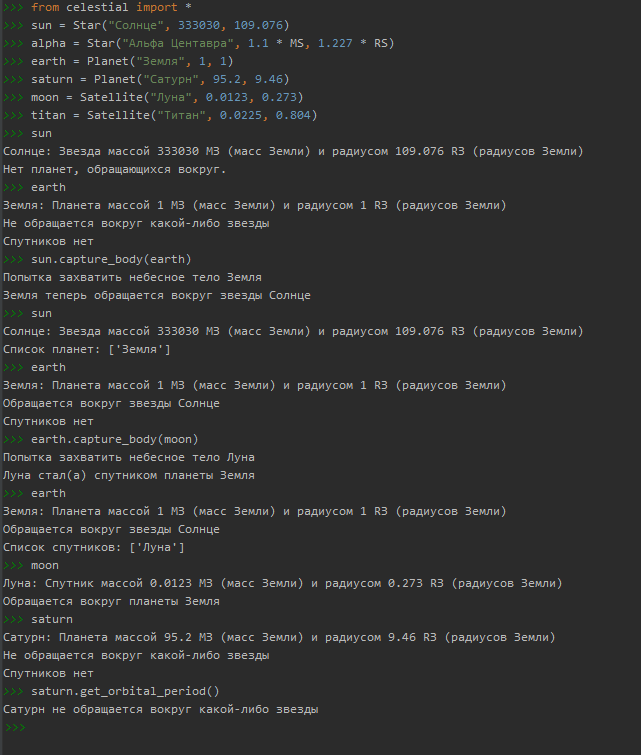 >>> from celestial import *
>>> sun = Star("Солнце", 333030, 109.076)
>>> alpha = Star("Альфа Центавра", 1.1 * MS, 1.227 * RS)
>>> earth = Planet("Земля", 1, 1)
>>> saturn = Planet("Сатурн", 95.2, 9.46)
>>> moon = Satellite("Луна", 0.0123, 0.273)
>>> titan = Satellite("Титан", 0.0225, 0.804)
>>> sun
Солнце: Звезда массой 333030 МЗ (масс Земли) и радиусом 109.076 RЗ (радиусов Земли)
Нет планет, обращающихся вокруг.
>>> earth
Земля: Планета массой 1 МЗ (масс Земли) и радиусом 1 RЗ (радиусов Земли)
Не обращается вокруг какой-либо звезды
Спутников нет
>>> sun.capture_body(earth)
Попытка захватить небесное тело Земля
Земля теперь обращается вокруг звезды Солнце
>>> sun
Солнце: Звезда массой 333030 МЗ (масс Земли) и радиусом 109.076 RЗ (радиусов Земли)
Список планет: ['Земля']
>>> earth
Земля: Планета массой 1 МЗ (масс Земли) и радиусом 1 RЗ (радиусов Земли)
Обращается вокруг звезды Солнце
Спутников нет
>>> earth.capture_body(moon)
Попытка захватить небесное тело Луна
Луна стал(а) спутником планеты Земля
>>> earth
Земля: Планета массой 1 МЗ (масс Земли) и радиусом 1 RЗ (радиусов Земли)
Обращается вокруг звезды Солнце
Список спутников: ['Луна']
>>> moon
Луна: Спутник массой 0.0123 МЗ (масс Земли) и радиусом 0.273 RЗ (радиусов Земли)
Обращается вокруг планеты Земля
>>> saturn
Сатурн: Планета массой 95.2 МЗ (масс Земли) и радиусом 9.46 RЗ (радиусов Земли)
Не обращается вокруг какой-либо звезды
Спутников нет
>>> saturn.get_orbital_period()
Сатурн не обращается вокруг какой-либо звезды
>>>